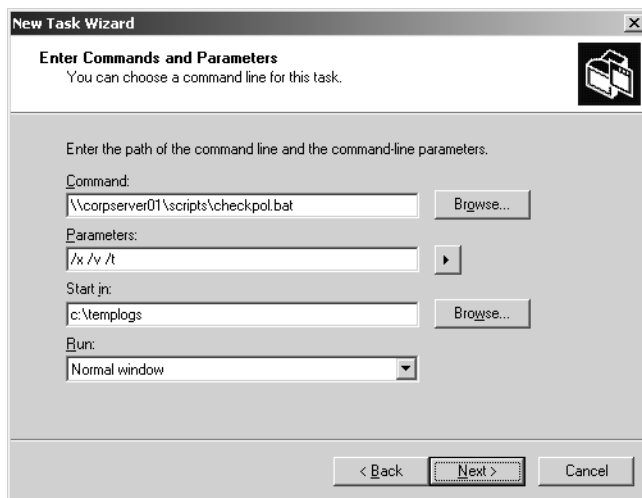 New Task Wizard
Enter Commands and Parameters
You can choose a command line for this task.
Enter the path of the command line and the command-line parameters.
Command:
\\corpserver01\scripts\checkpol.bat
Browse...
Parameters:
/x /v /t
Start in:
c:\templogs
Browse...
Run:
Normal window
< Back
Next >
Cancel